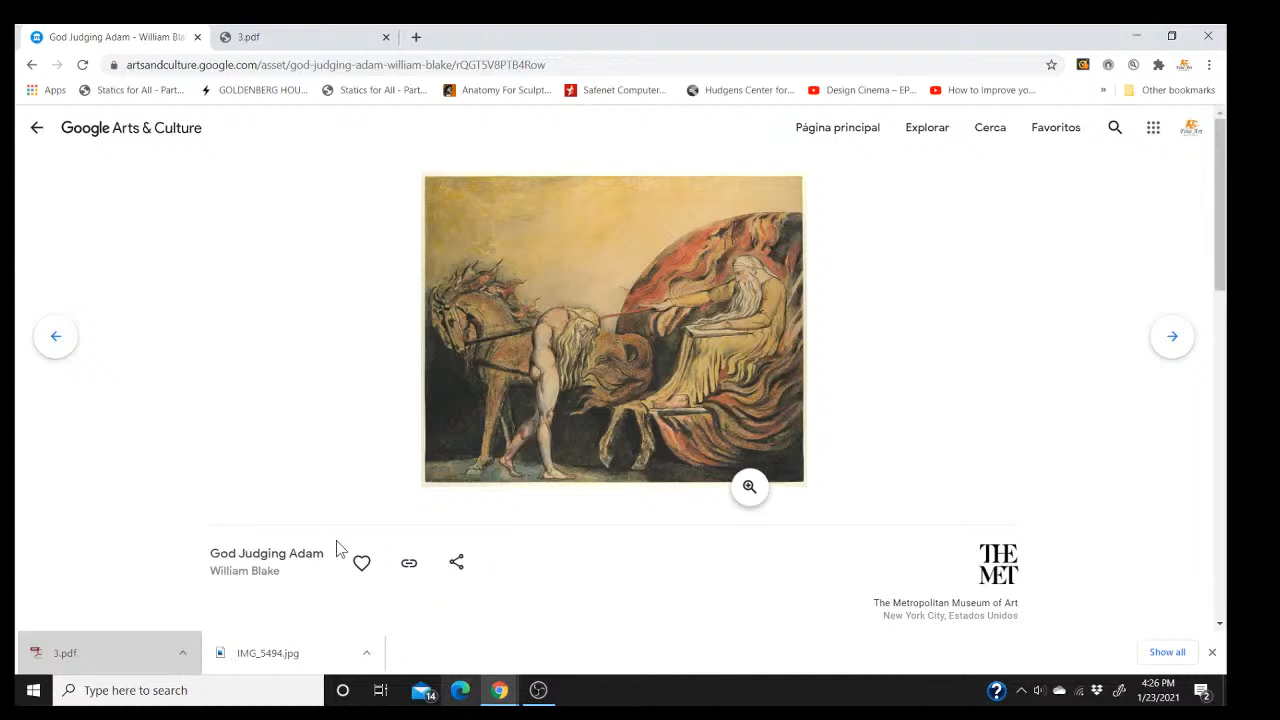 God Judging Adam - William Bla
3.pdf
artsandculture.google.com/asset/god-judging-adam-william-blake/rQGT5V8PTB4Row
Apps
Statics for All - Part...
GOLDENBERG HOU...
Statics for All - Part...
Anatomy For Sculpt...
Safenet Computer...
Hudgens Center for...
Design Cinema – EP...
How to Improve yo...
»
Other bookmarks
Google Arts & Culture
Página principal
Explorar
Cerca
Favoritos
God Judging Adam
William Blake
THE
MET
The Metropolitan Museum of Art
New York City, Estados Unidos
3.pdf
IMG_5494.jpg
Show all
Type here to search
14
4:26 PM
1/23/2021
2